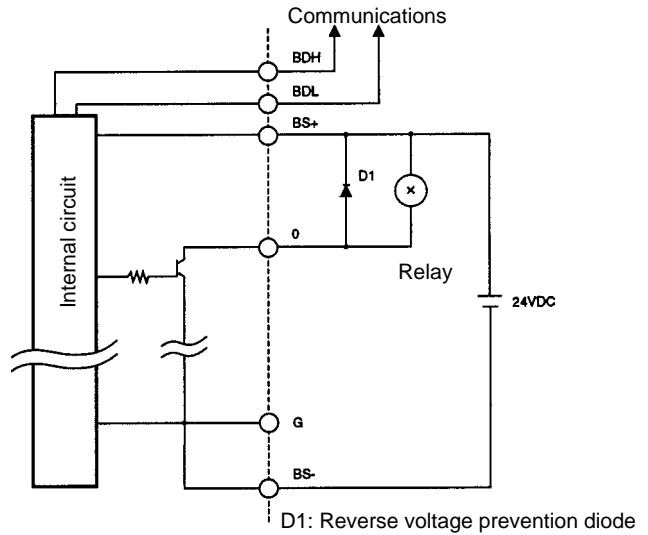 Communications
BDH
BDL
BS+
D1
0
Relay
Internal circuit
24VDC
G
BS-
D1: Reverse voltage prevention diode